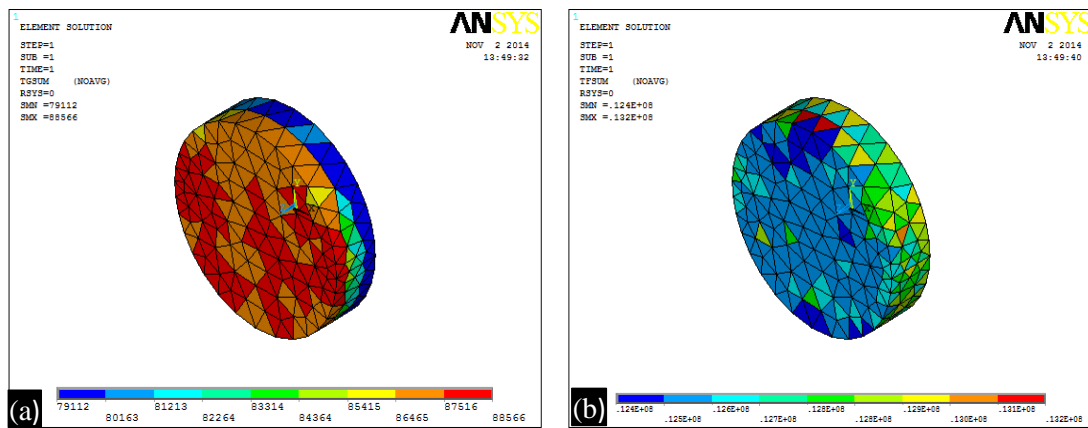 1
ANSYS
ELEMENT SOLUTION
STEP=1
SUB =1
TIME=1
TGSUM (NOAVG)
RSYS=0
SMN =79112
SMX =88566
NOV 2 2014
13:49:32
Y
X
(a)
79112 81213 83314 85415 87516
80163 82264 84364 86465 88566
1
ANSYS
ELEMENT SOLUTION
STEP=1
SUB =1
TIME=1
TFSUM (NOAVG)
RSYS=0
SMN =.124E+08
SMX =.132E+08
NOV 2 2014
13:49:40
Y
(b)
.124E+08 .126E+08 .128E+08 .129E+08 .131E+08
.125E+08 .127E+08 .128E+08 .130E+08 .132E+08